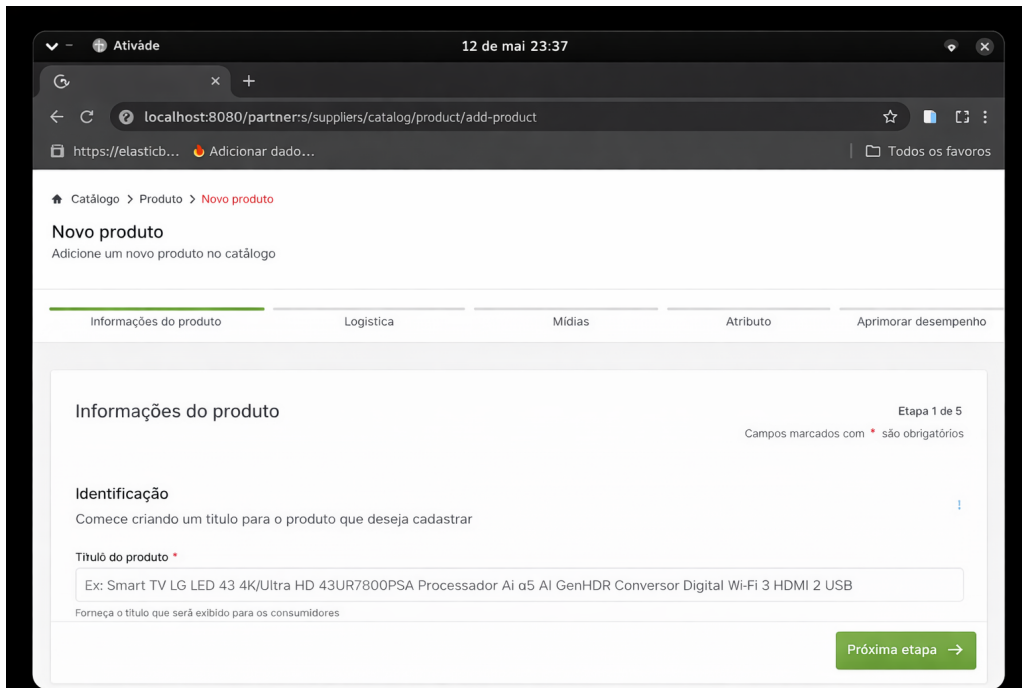 Atividade
12 de mai 23:37
localhost:8080/partner:s/suppliers/catalog/product/add-product
https://elasticb... Adicionar dado...
Todos os favoros
Catålogo > Produto > Novo produto
Novo produto
Adicione um novo produto no catålogo
Informações do produto
Logistica
Mídias
Atributo
Aprimorar desempenho
Informações do produto
Etapa 1 de 5
Campos marcados com * são obrigatórios
Identificação
Comece criando um titulo para o produto que deseja cadastrar
Título do produto *
Ex: Smart TV LG LED 43 4K/Ultra HD 43UR7800PSA Processador Ai α5 AI GenHDR Conversor Digital Wi-Fi 3 HDMI 2 USB
Forneça o titulo que será exibido para os consumidores
Próxima etapa →